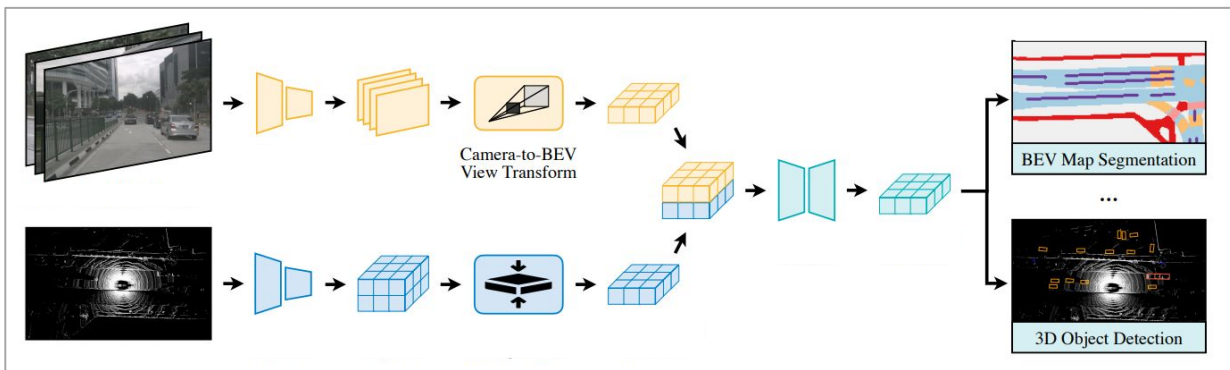 Camera-to-BEV
View Transform
BEV Map Segmentation
...
3D Object Detection